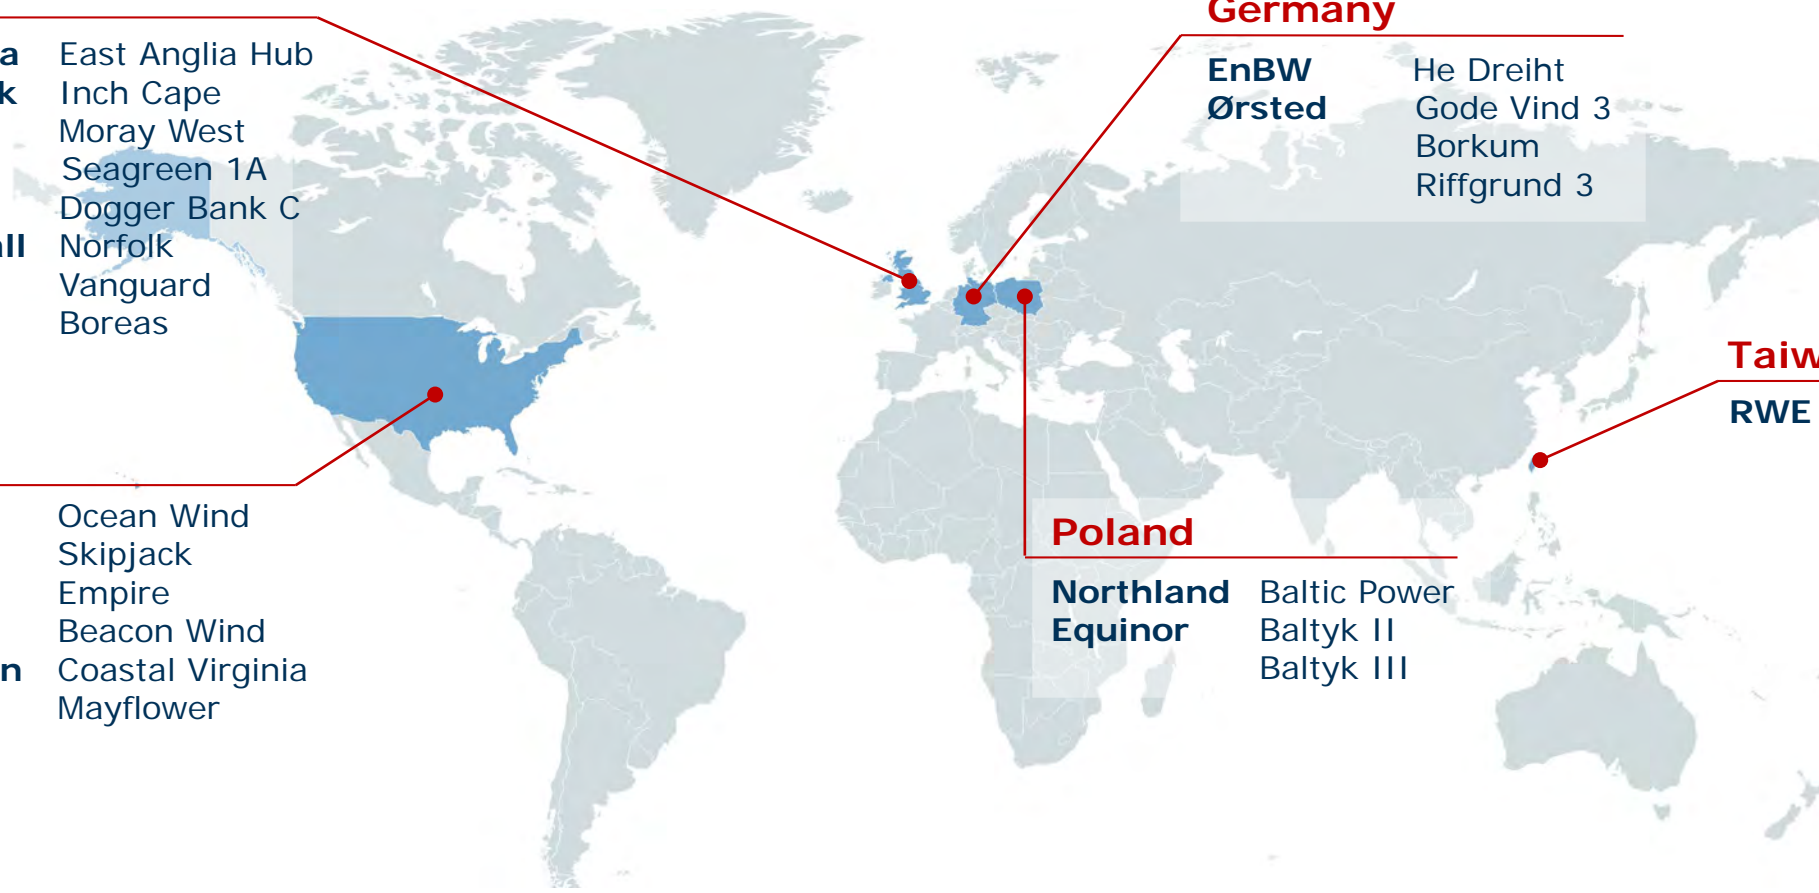 a East Anglia Hub
k Inch Cape
Moray West
Seagreen 1A
Dogger Bank C
all Norfolk
Vanguard
Boreas
Ocean Wind
Skipjack
Empire
Beacon Wind
n Coastal Virginia
Mayflower
Germany
EnBW He Dreiht
Ørsted Gode Vind 3
Borkum
Riffgrund 3
Poland
Northland Baltic Power
Equinor Baltyk II
Baltyk III
Taiw
RWE